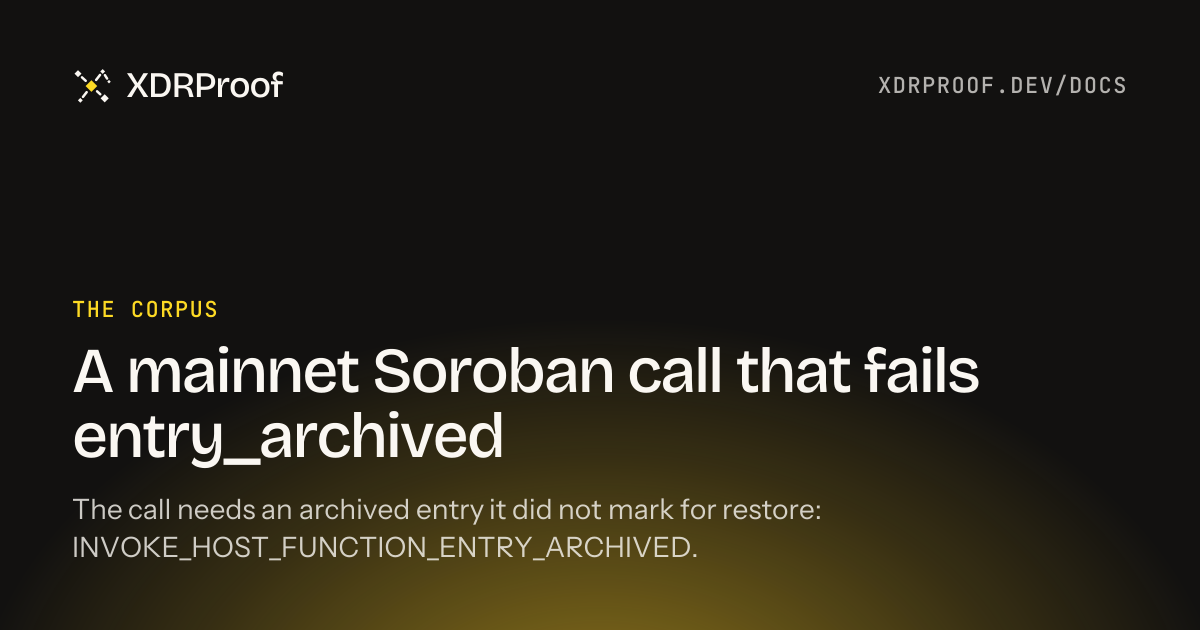 XDRProof
XDRPROOF.DEV/DOCS
THE CORPUS
A mainnet Soroban call that fails
entry_archived
The call needs an archived entry it did not mark for restore:
INVOKE_HOST_FUNCTION_ENTRY_ARCHIVED.